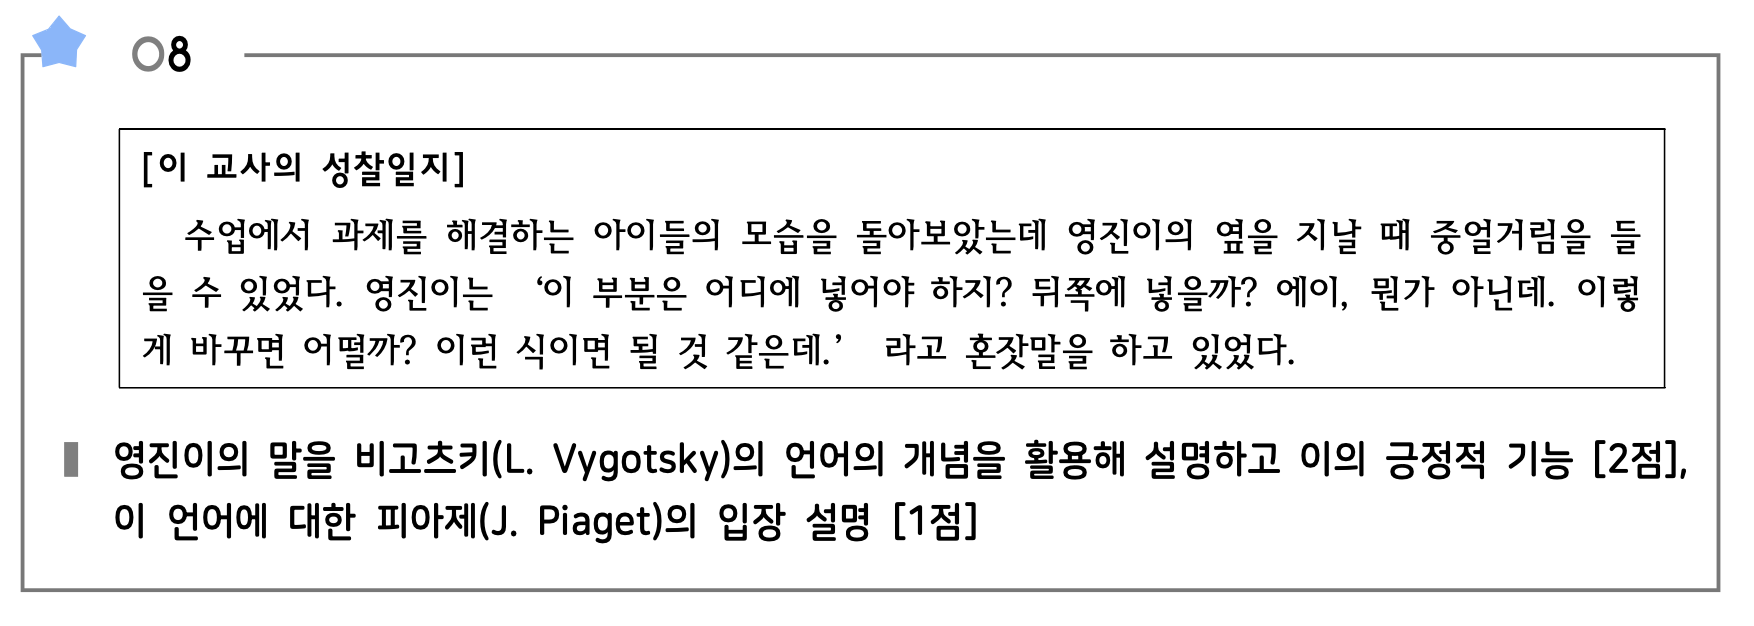 08
[이 교사의 성찰일지]
수업에서 과제를 해결하는 아이들의 모습을 돌아보았는데 영진이의 옆을 지날 때 중얼거림을 들
을 수 있었다. 영진이는 ‘이 부분은 어디에 넣어야 하지? 뒤쪽에 넣을까? 에이, 뭔가 아닌데. 이렇
게 바꾸면 어떨까? 이런 식이면 될 것 같은데.’ 라고 혼잣말을 하고 있었다.
영진이의 말을 비고츠키(L. Vygotsky)의 언어의 개념을 활용해 설명하고 이의 긍정적 기능 [2점],
이 언어에 대한 피아제(J. Piaget)의 입장 설명 [1점]